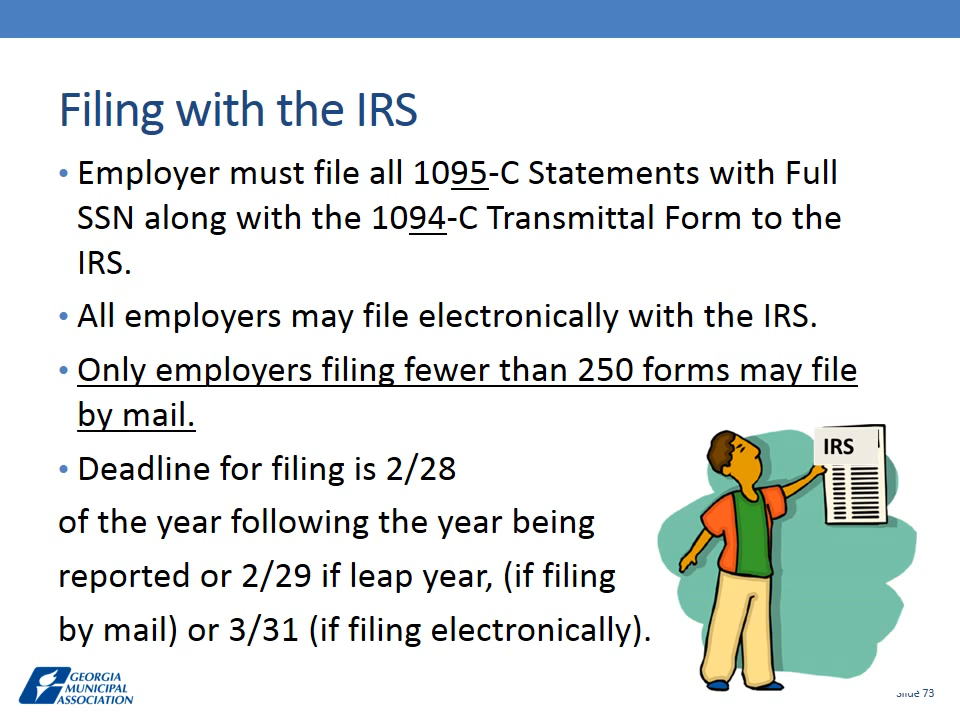 Filing with the IRS
• Employer must file all 1095-C Statements with Full
SSN along with the 1094-C Transmittal Form to the
IRS.
• All employers may file electronically with the IRS.
• Only employers filing fewer than 250 forms may file
by mail.
• Deadline for filing is 2/28
of the year following the year being
reported or 2/29 if leap year, (if filing
by mail) or 3/31 (if filing electronically).
IRS
GEORGIA
MUNICIPAL
ASSOCIATION
Slide 73